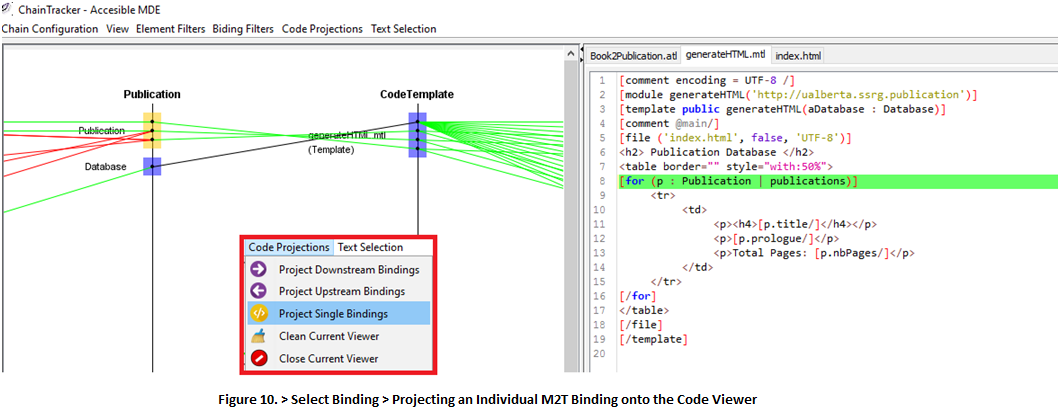 ChainTracker - Accesible MDE
Chain Configuration View Element Filters Biding Filters Code Projections Text Selection
Publication
CodeTemplate
Publication
generateHTML.mtl
Database
(Template)
Code Projections Text Selection
Project Downstream Bindings
Project Upstream Bindings
Project Single Bindings
Clean Current Viewer
Close Current Viewer
Book2Publication.atl generateHTML.mtl index.html
1 [comment encoding = UTF-8 /]
2 [module generateHTML('http://ualberta.ssrg.publication')]
3 [template public generateHTML(aDatabase : Database)]
4 [comment @main/]
5 [file ('index.html', false, 'UTF-8')]
6 <h2> Publication Database </h2>
7 <table border="" style="with:50%">
8 [for (p : Publication | publications)]
9 <tr>
10 <td>
11 <p><h4>[p.title/]</h4></p>
12 <p>[p.prologue/]</p>
13 <p>Total Pages: [p.nbPages/]</p>
14 </td>
15 </tr>
16 [/for]
17 </table>
18 [/file]
19 [/template]
20
Figure 10. > Select Binding > Projecting an Individual M2T Binding onto the Code Viewer